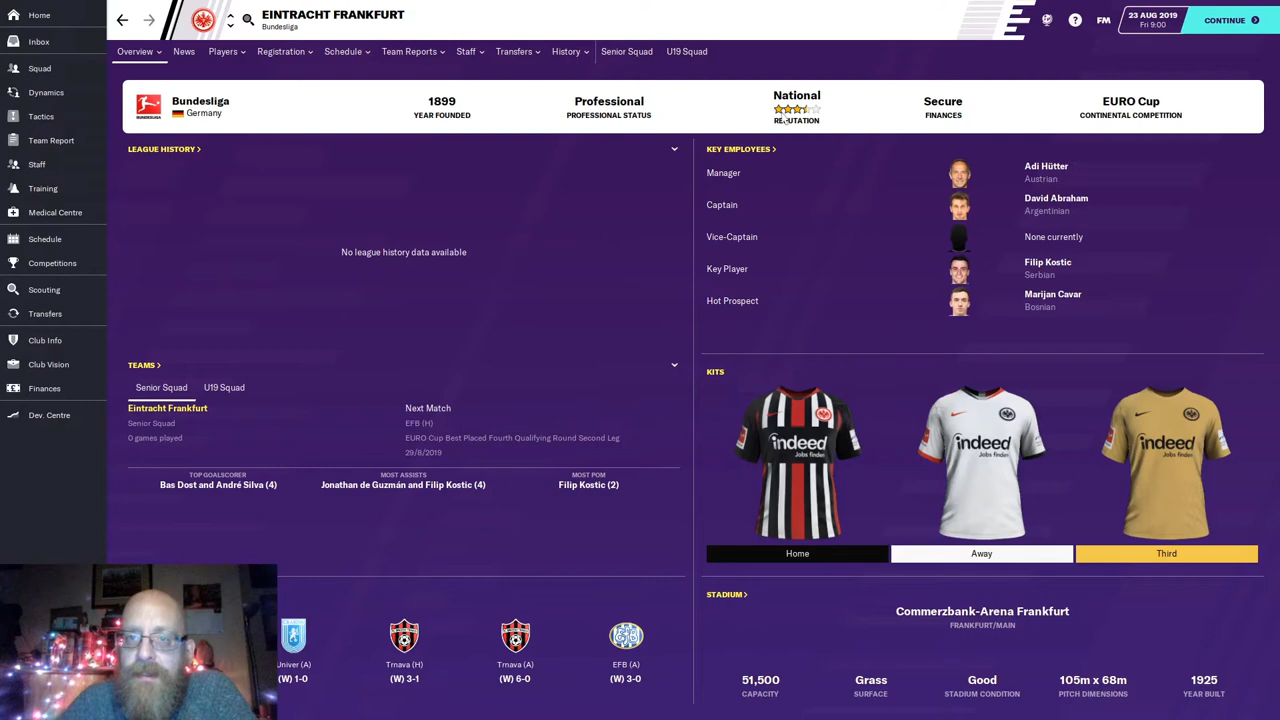 EINTRACHT FRANKFURT
Bundesliga
FM
23 AUG 2019
Fri 9:00
CONTINUE
Home
Inbox
Squad
Dynamics
Tactics
Team Report
Staff
Training
Medical Centre
Competitions
Scouting
Transfers
Club Info
Club Vision
Finances
Dev. Centre
Overview News Players Registration Schedule Team Reports Staff Transfers History Senior Squad U19 Squad
Bundesliga
Germany
1899
YEAR FOUNDED
Professional
PROFESSIONAL STATUS
National
REPUTATION
Secure
FINANCES
EURO Cup
CONTINENTAL COMPETITION
LEAGUE HISTORY >
No league history data available
KEY EMPLOYEES >
Manager
Adi Hütter
Austrian
Captain
David Abraham
Argentinian
Vice-Captain
None currently
Key Player
Filip Kostic
Serbian
Hot Prospect
Marijan Cavar
Bosnian
TEAMS >
Senior Squad U19 Squad
Eintracht Frankfurt
Senior Squad
0 games played
Next Match
EFB (H)
EURO Cup Best Placed Fourth Qualifying Round Second Leg
29/8/2019
TOP GOALSCORER
Bas Dost and André Silva (4)
MOST ASSISTS
Jonathan de Guzmán and Filip Kostic (4)
MOST POM
Filip Kostic (2)
KITS
indeed
Jobs finden
indeed
Jobs finden
indeed
Jobs finden
Home
Away
Third
Univer (A)
(W) 1-0
Trnava (H)
(W) 3-1
Trnava (A)
(W) 6-0
EFB (A)
(W) 3-0
STADIUM >
Commerzbank-Arena Frankfurt
FRANKFURT/MAIN
51,500
CAPACITY
Grass
SURFACE
Good
STADIUM CONDITION
105m x 68m
PITCH DIMENSIONS
1925
YEAR BUILT